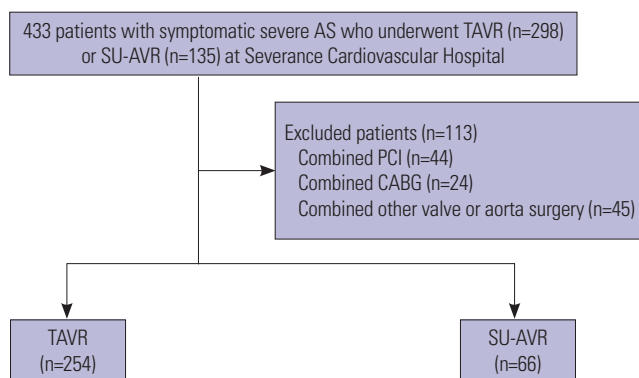 433 patients with symptomatic severe AS who underwent TAVR (n=298)
or SU-AVR (n=135) at Severance Cardiovascular Hospital
Excluded patients (n=113)
Combined PCI (n=44)
Combined CABG (n=24)
Combined other valve or aorta surgery (n=45)
TAVR
(n=254)
SU-AVR
(n=66)